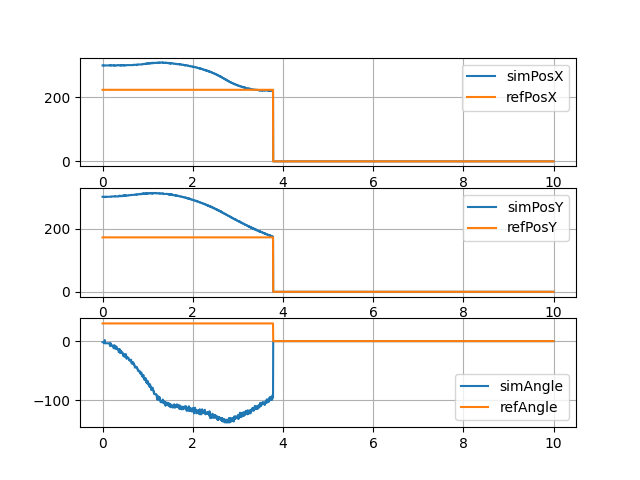 200
0
simPosX
refPosX
0 2 4 6 8 10
200
0
simPosY
refPosY
0 2 4 6 8 10
0
−100
simAngle
refAngle
0 2 4 6 8 10